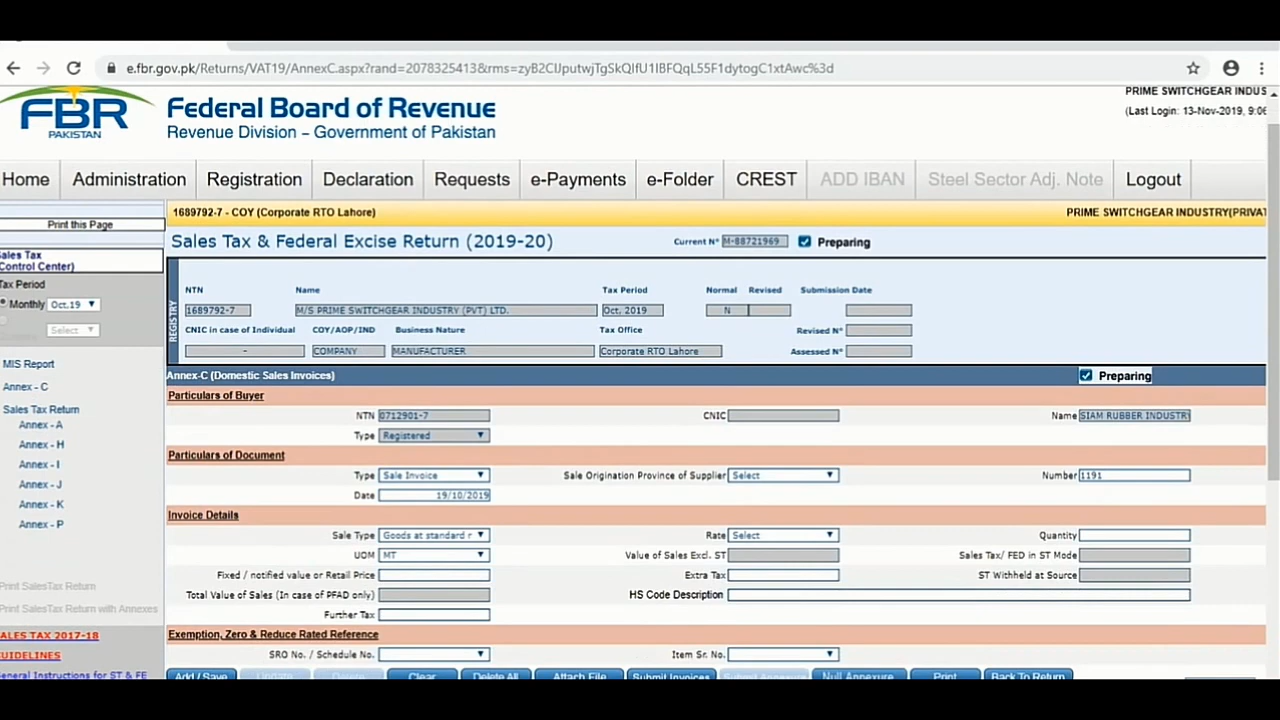 e.fbr.gov.pk/Returns/VAT19/AnnexC.aspx?rand=2078325413&rms=zyB2ClJputwjTgSkQIfU1IBFQqL55F1dytogC1xtAwc%3d
PRIME SWITCHGEAR INDUS
(Last Login: 13-Nov-2019, 9:06
FBR
PAKISTAN
Federal Board of Revenue
Revenue Division – Government of Pakistan
Home Administration Registration Declaration Requests e-Payments e-Folder CREST ADD IBAN Steel Sector Adj. Note Logout
Print this Page
1689792-7 - COY (Corporate RTO Lahore) PRIME SWITCHGEAR INDUSTRY(PRIVAT
Sales Tax & Federal Excise Return (2019-20) Current N° M-88721969 Preparing
ales Tax
Control Center)
Tax Period
Monthly Oct,19
Select
MIS Report
Annex - C
Sales Tax Return
Annex - A
Annex - H
Annex - I
Annex - J
Annex - K
Annex - P
Print SalesTax Return
Print SalesTax Return with Annexes
ALES TAX 2017-18
UIDELINES
eneral Instructions for ST & FE
REGISTRY
NTN Name Tax Period Normal Revised Submission Date
1689792-7 M/S PRIME SWITCHGEAR INDUSTRY (PVT) LTD. Oct, 2019 N
CNIC in case of Individual COY/AOP/IND Business Nature Tax Office Revised N°
- COMPANY MANUFACTURER Corporate RTO Lahore Assessed N°
Annex-C (Domestic Sales Invoices) Preparing
Particulars of Buyer
NTN 0712901-7 CNIC Name SIAM RUBBER INDUSTR
Type Registered
Particulars of Document
Type Sale Invoice Sale Origination Province of Supplier Select Number 1191
Date 19/10/2019
Invoice Details
Sale Type Goods at standard r Rate Select Quantity
UOM MT Value of Sales Excl. ST Sales Tax/ FED in ST Mode
Fixed / notified value or Retail Price Extra Tax ST Withheld at Source
Total Value of Sales (In case of PFAD only) HS Code Description
Further Tax
Exemption, Zero & Reduce Rated Reference
SRO No. / Schedule No. Item Sr. No.
Add / Save Update Delete Clear Delete All Attach File Submit Invoices Submit Annexure Null Annexure Print Back To Return